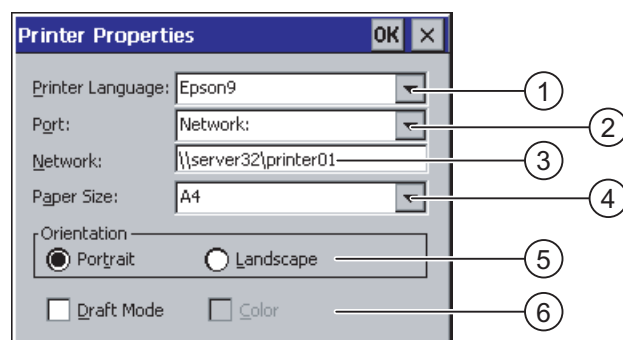 Printer Properties OK ×
Printer Language: Epson9 1
Port: Network: 2
Network: \\server32\printer01 3
Paper Size: A4 4
Orientation
Portrait Landscape 5
Draft Mode Color 6